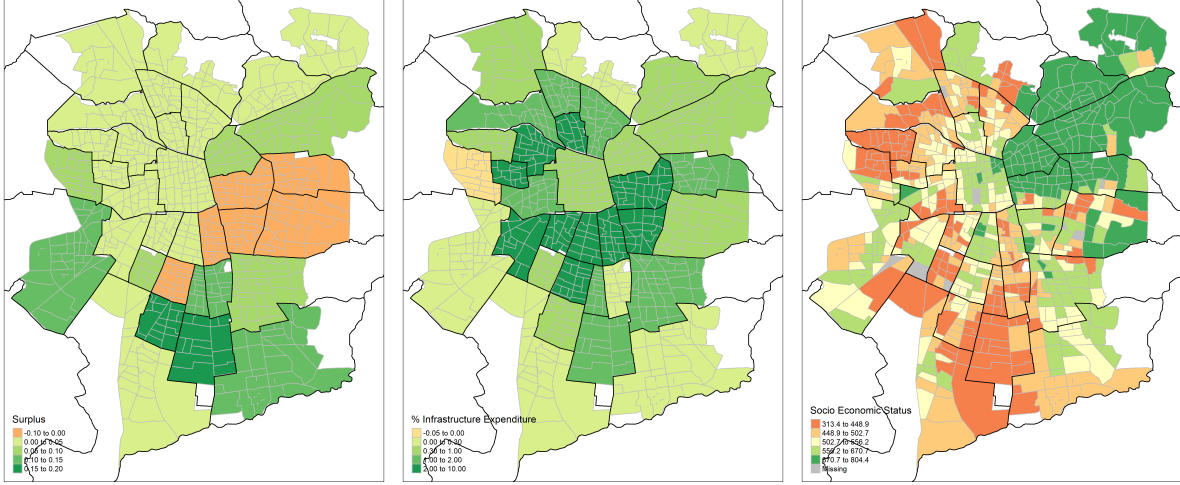 Surplus
-0.10 to 0.00
0.00 to 0.05
0.05 to 0.10
0.10 to 0.15
0.15 to 0.20
% Infrastructure Expenditure
-0.05 to 0.00
0.00 to 0.30
0.30 to 1.00
1.00 to 2.00
2.00 to 10.00
Socio Economic Status
313.4 to 448.9
448.9 to 502.7
502.7 to 556.2
556.2 to 670.7
670.7 to 804.4
Missing